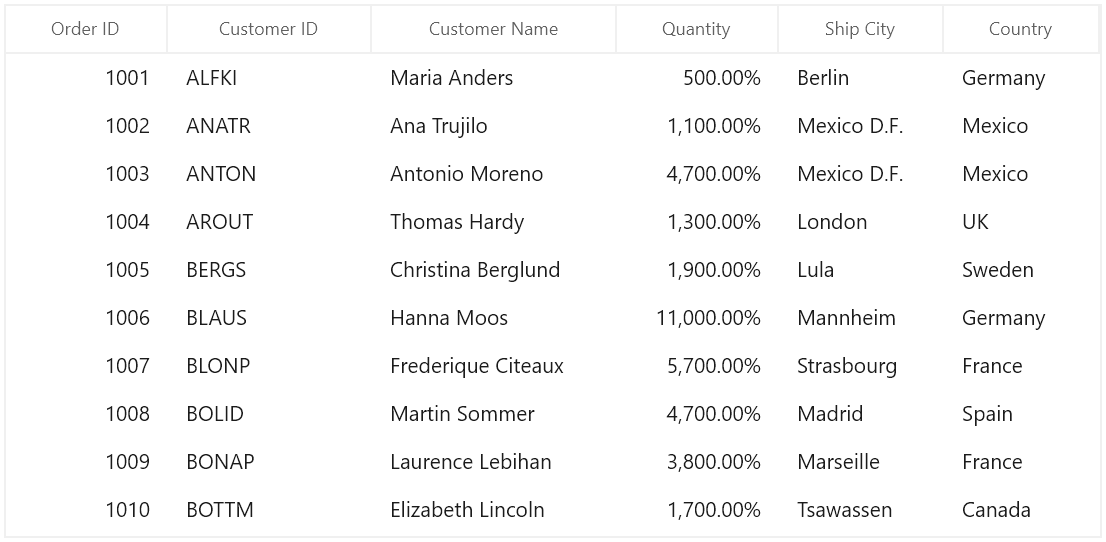 Order ID Customer ID Customer Name Quantity Ship City Country
1001 ALFKI Maria Anders 500.00% Berlin Germany
1002 ANATR Ana Trujilo 1,100.00% Mexico D.F. Mexico
1003 ANTON Antonio Moreno 4,700.00% Mexico D.F. Mexico
1004 AROUT Thomas Hardy 1,300.00% London UK
1005 BERGS Christina Berglund 1,900.00% Lula Sweden
1006 BLAUS Hanna Moos 11,000.00% Mannheim Germany
1007 BLONP Frederique Citeaux 5,700.00% Strasbourg France
1008 BOLID Martin Sommer 4,700.00% Madrid Spain
1009 BONAP Laurence Lebihan 3,800.00% Marseille France
1010 BOTTM Elizabeth Lincoln 1,700.00% Tsawassen Canada